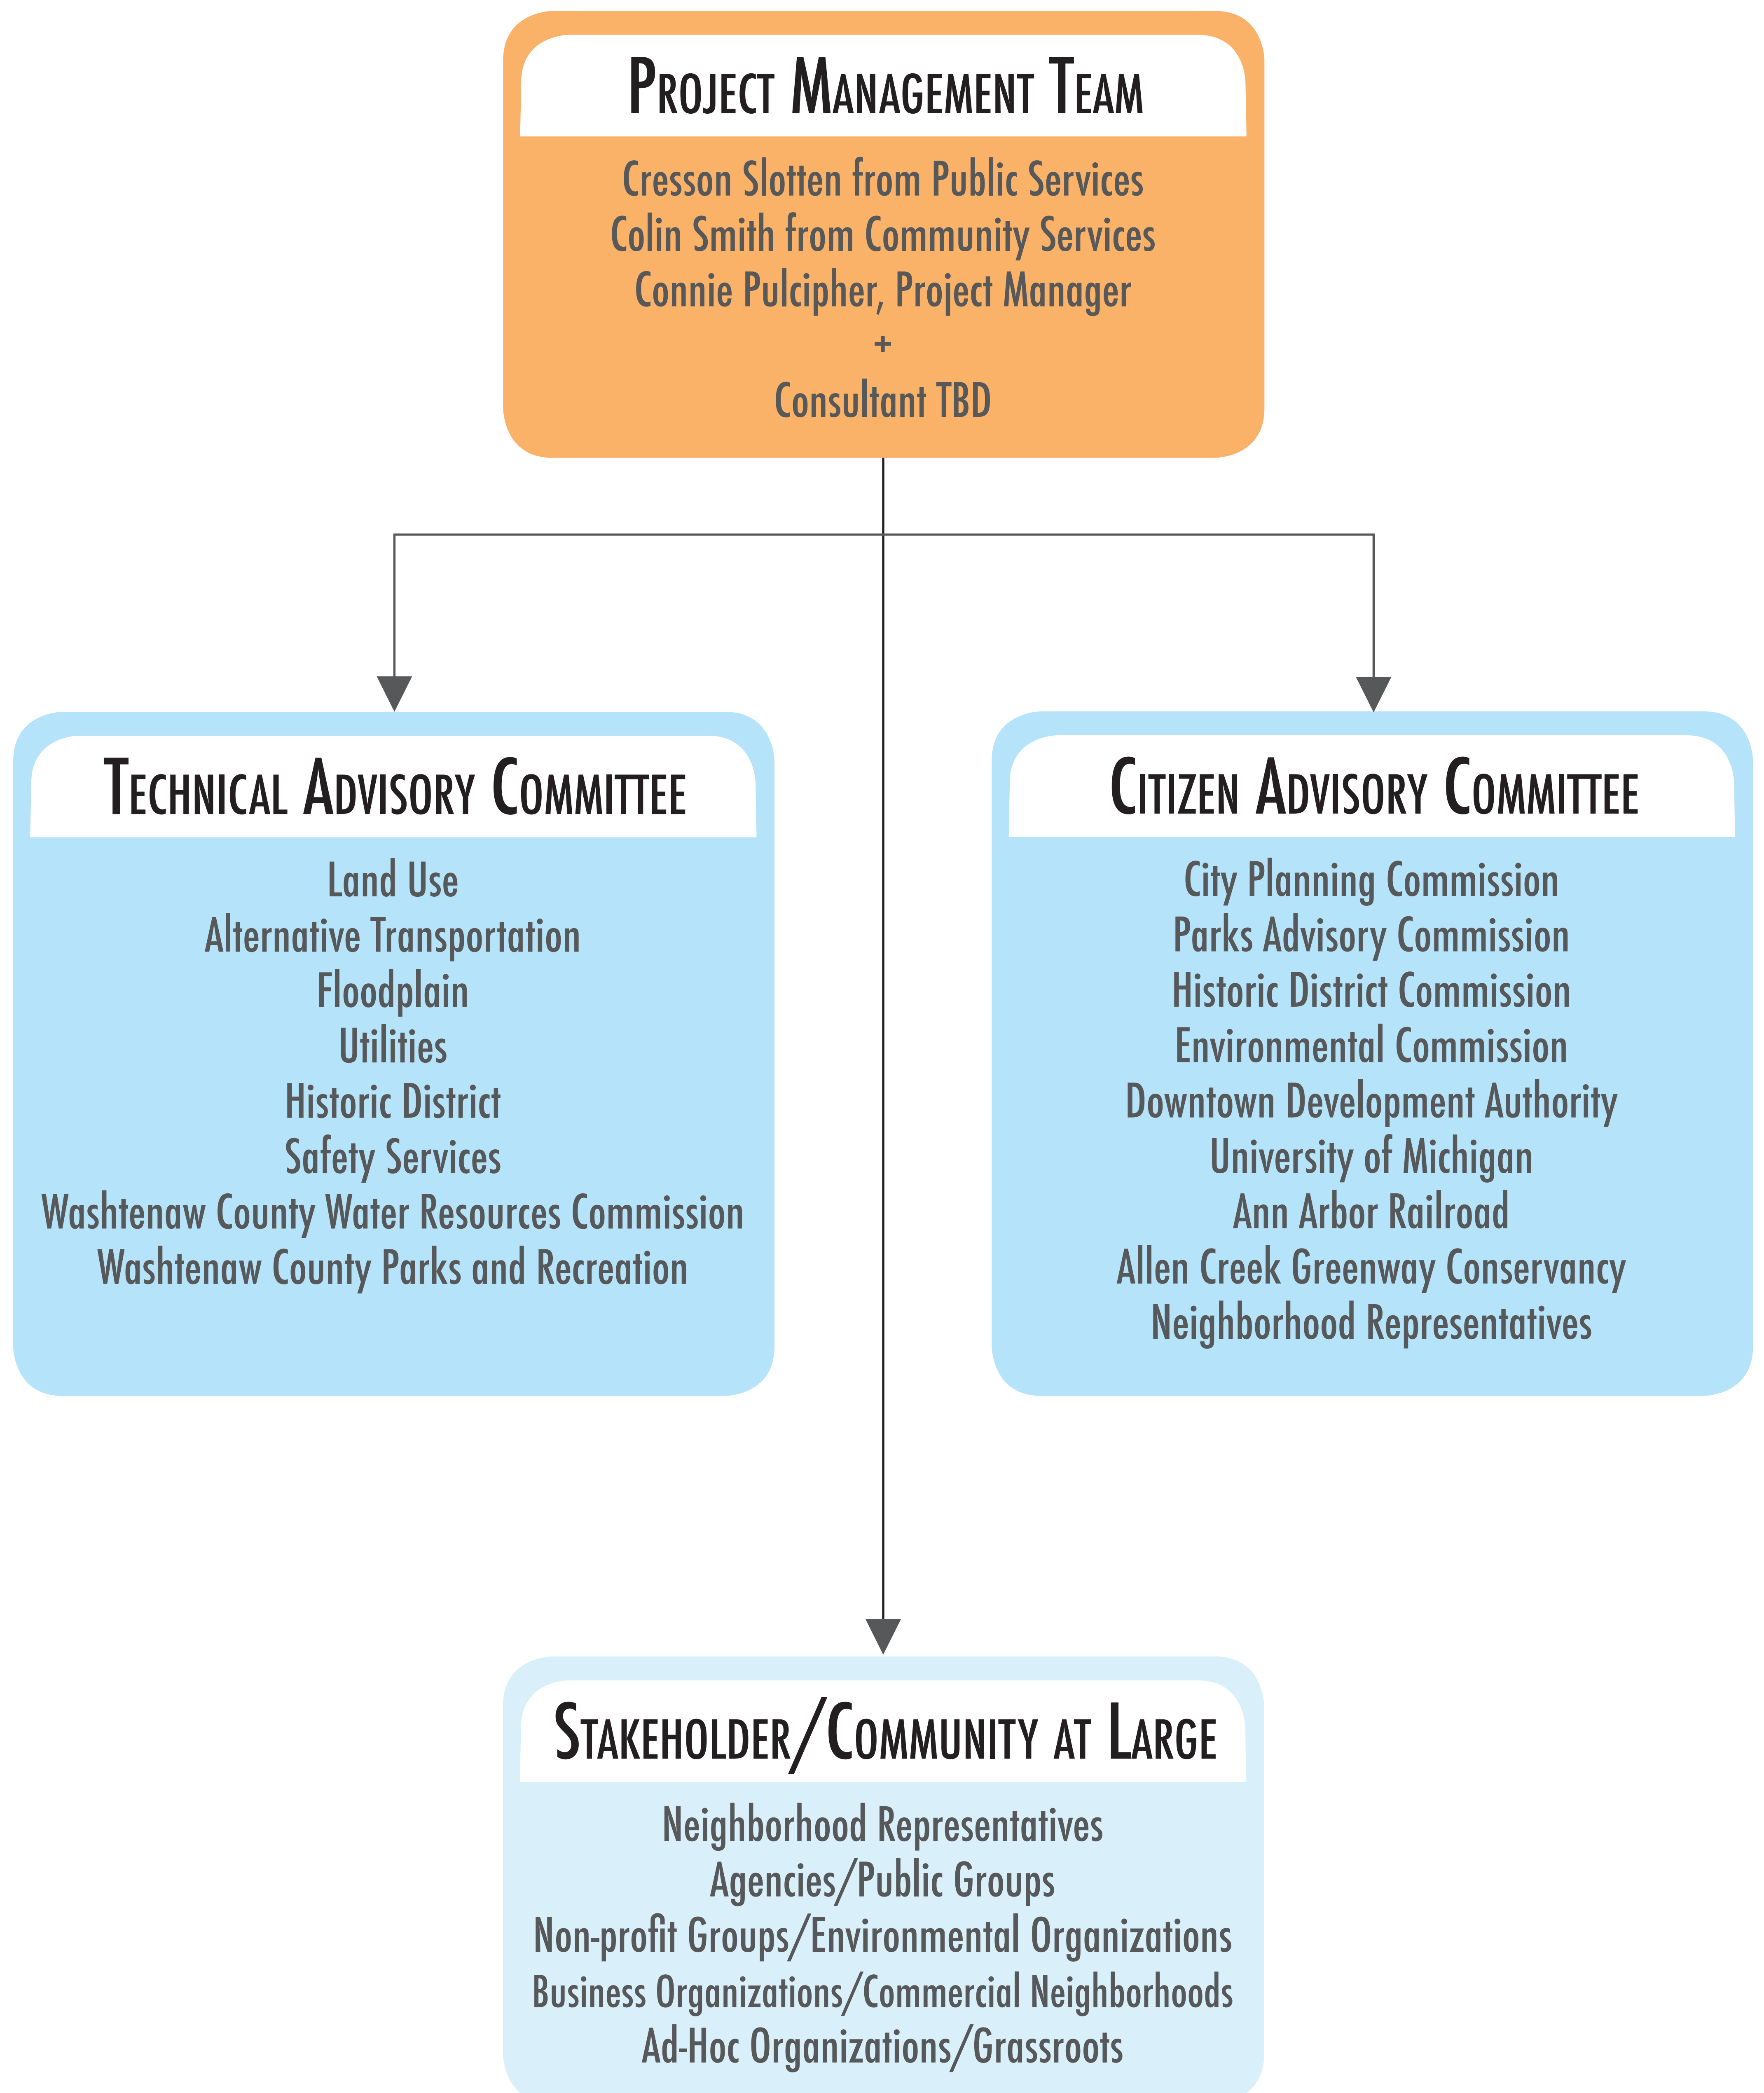 Project Management Team
Cresson Slotten from Public Services
Colin Smith from Community Services
Connie Pulcipher, Project Manager
+
Consultant TBD
Technical Advisory Committee
Land Use
Alternative Transportation
Floodplain
Utilities
Historic District
Safety Services
Washtenaw County Water Resources Commission
Washtenaw County Parks and Recreation
Citizen Advisory Committee
City Planning Commission
Parks Advisory Commission
Historic District Commission
Environmental Commission
Downtown Development Authority
University of Michigan
Ann Arbor Railroad
Allen Creek Greenway Conservancy
Neighborhood Representatives
Stakeholder/Community at Large
Neighborhood Representatives
Agencies/Public Groups
Non-profit Groups/Environmental Organizations
Business Organizations/Commercial Neighborhoods
Ad-Hoc Organizations/Grassroots